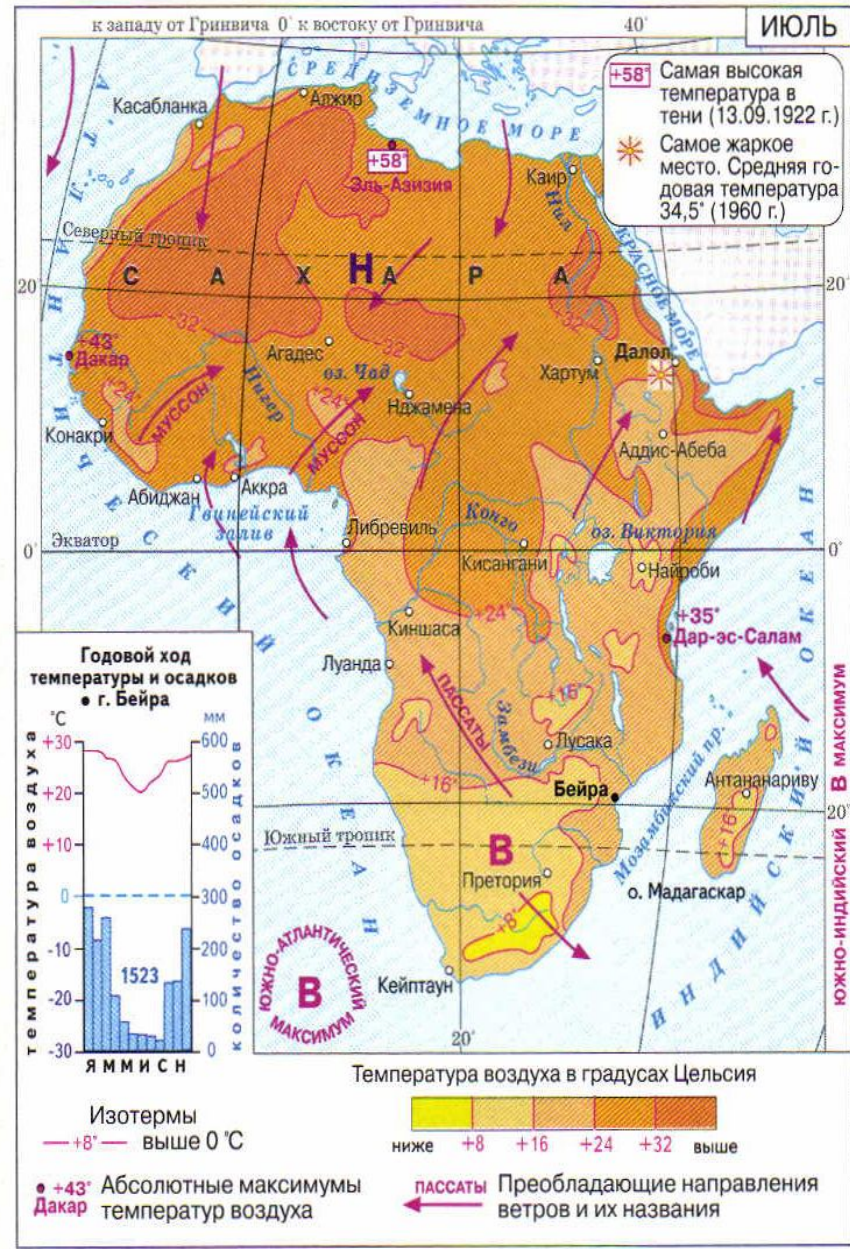 к западу от Гринвича 0° к востоку от Гринвича 40°
ИЮЛЬ
+58° Самая высокая
температура в
тени (13.09.1922 г.)
Самое жаркое
место. Средняя го-
довая температура
34,5° (1960 г.)
СРЕДИЗЕМНОЕ МОРЕ
АТЛАНТИЧЕСКИЙ ОКЕАН
Касабланка
Алжир
+58°
Эль-Азизия
Каир
Нил
КРАСНОЕ МОРЕ
Северный тропик
САХАРА
Н
20°
20°
+32°
32°
32°
+43°
Дакар
Агадес
оз. Чад
Хартум
Далол
+24°
МУССОН
Нигер
+24°
МУССОН
Нджамена
Конакри
Аддис-Абеба
Абиджан
Аккра
Гвинейский
залив
Либревиль
Конго
оз. Виктория
Экватор
0°
0°
Кисангани
Найроби
+24°
Киншаса
+35°
Дар-эс-Салам
Луанда
ПАССАТЫ
+16°
Замбези
Лусака
ИНДИЙСКИЙ ОКЕАН
Мозамбикский пр.
Антананариву
+16°
Бейра
+16°
20°
Южный тропик
В
Претория
о. Мадагаскар
+8°
Кейптаун
20°
ЮЖНО-АТЛАНТИЧЕСКИЙ
В
МАКСИМУМ
ЮЖНО-ИНДИЙСКИЙ В МАКСИМУМ
Годовой ход
температуры и осадков
г. Бейра
°C
мм
+30
600
+20
500
+10
400
0
300
-10
200
-20
100
-30
0
1523
температура воздуха
количество осадков
Я М М И С Н
Температура воздуха в градусах Цельсия
ниже +8 +16 +24 +32 выше
Изотермы
+8° выше 0 °C
+43° Абсолютные максимумы
Дакар температур воздуха
ПАССАТЫ Преобладающие направления
ветров и их названия